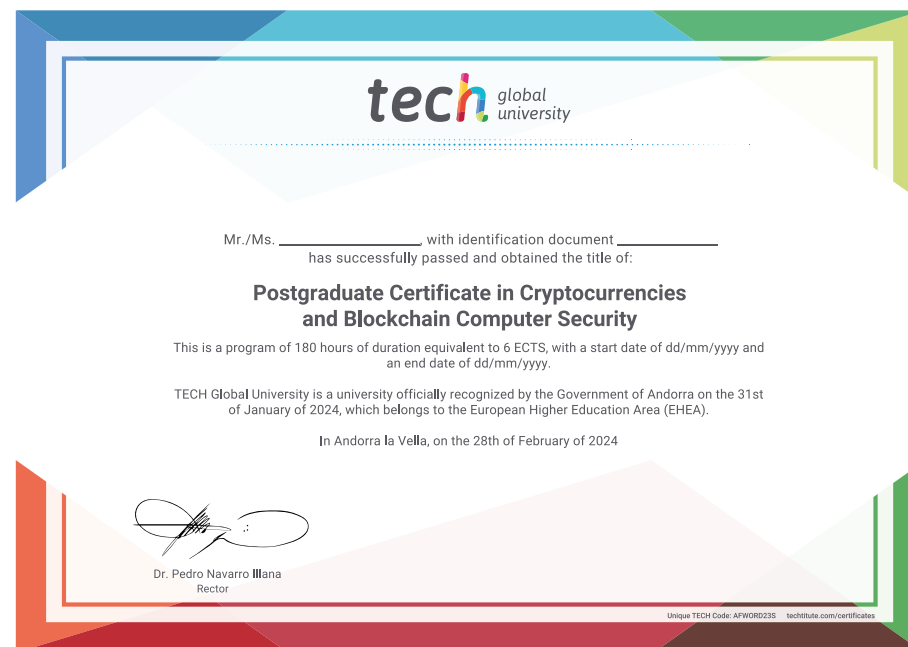 tech global
university
Mr./Ms. ____________________, with identification document ______________
has successfully passed and obtained the title of:
Postgraduate Certificate in Cryptocurrencies
and Blockchain Computer Security
This is a program of 180 hours of duration equivalent to 6 ECTS, with a start date of dd/mm/yyyy and
an end date of dd/mm/yyyy.
TECH Global University is a university officially recognized by the Government of Andorra on the 31st
of January of 2024, which belongs to the European Higher Education Area (EHEA).
In Andorra la Vella, on the 28th of February of 2024
Dr. Pedro Navarro Illana
Rector
Unique TECH Code: AFWORD23S techtitute.com/certificates